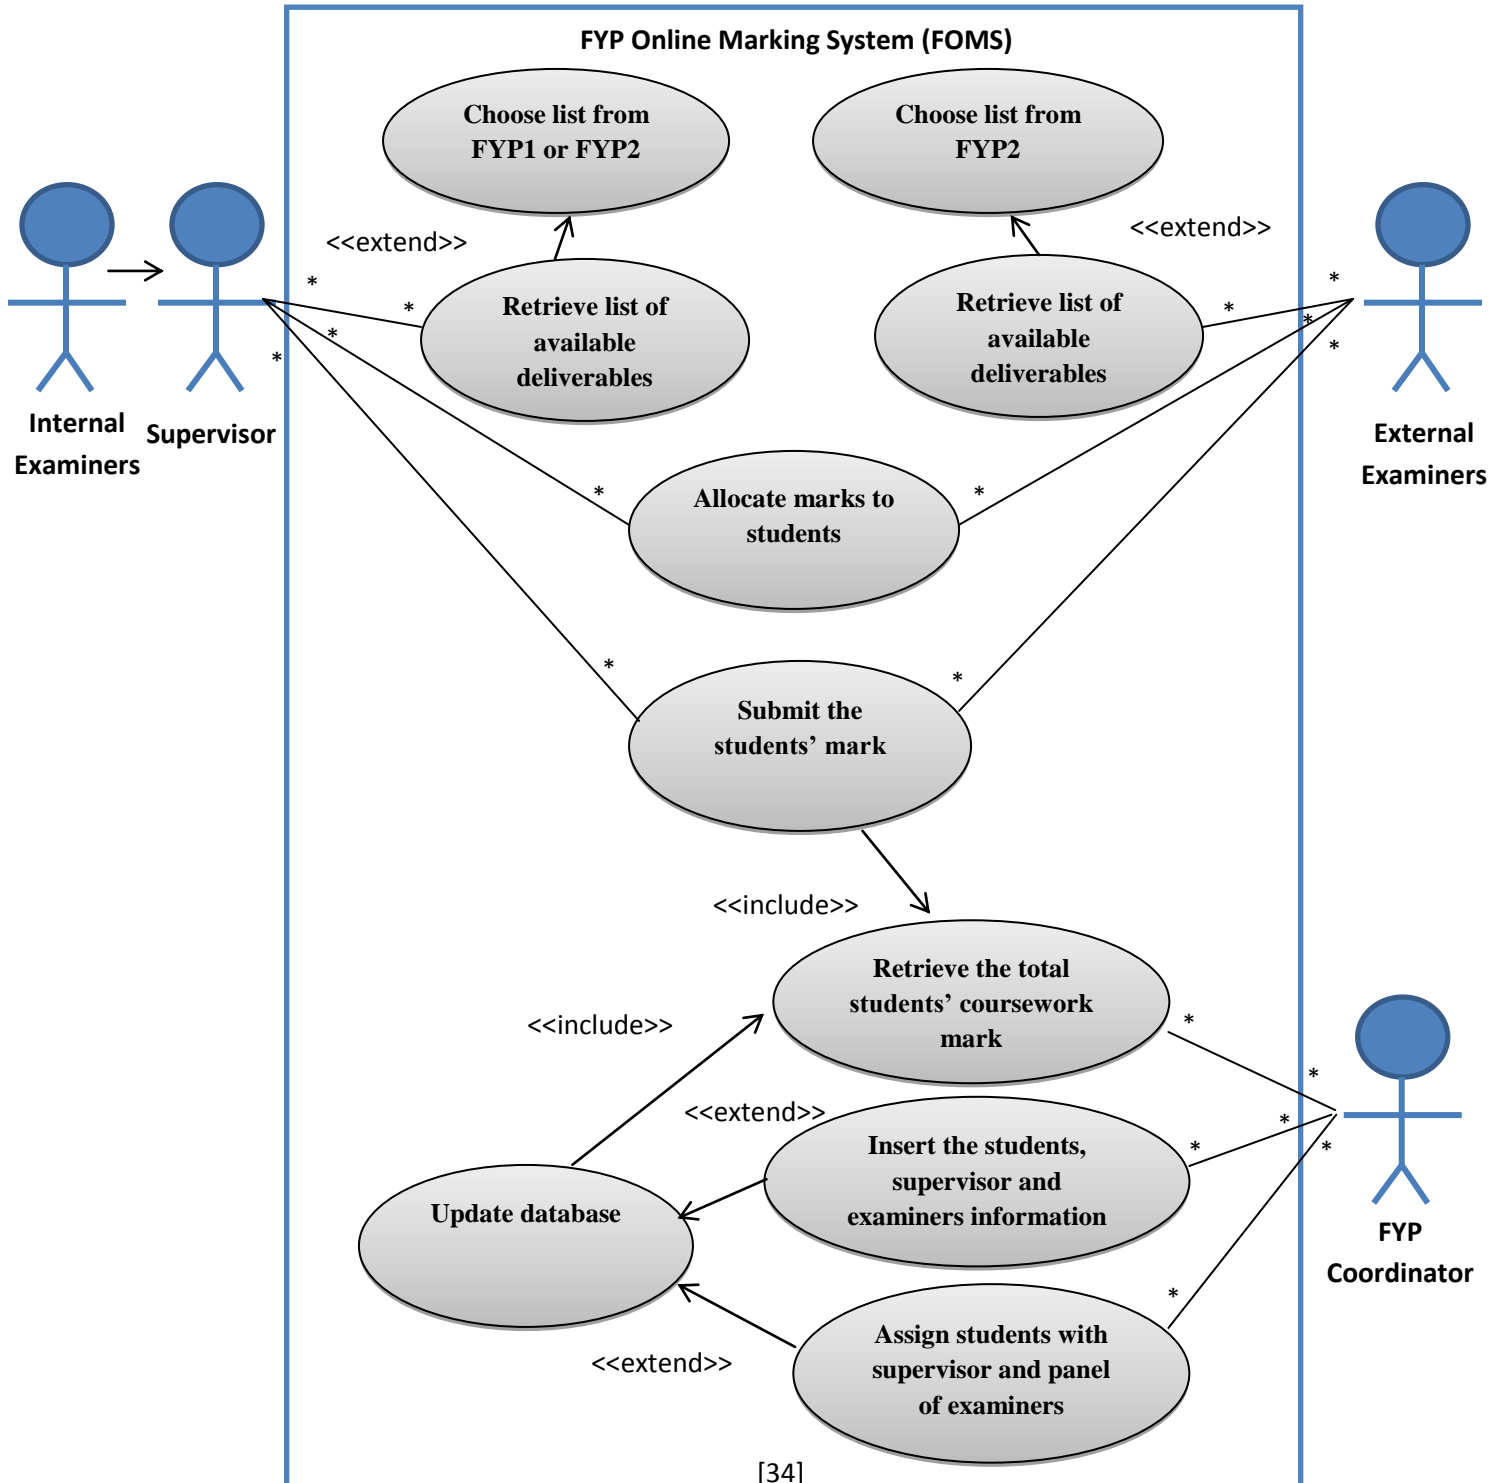 FYP Online Marking System (FOMS)
Choose list from
FYP1 or FYP2
Choose list from
FYP2
<<extend>>
<<extend>>
*
*
*
*
Retrieve list of
available
deliverables
Retrieve list of
available
deliverables
*
*
*
*
Internal
Examiners
Supervisor
External
Examiners
*
*
Allocate marks to
students
*
*
Submit the
students’ mark
<<include>>
Retrieve the total
students’ coursework
mark
<<include>>
*
*
<<extend>>
*
*
*
Insert the students,
supervisor and
examiners information
Update database
FYP
Coordinator
*
<<extend>>
Assign students with
supervisor and panel
of examiners
[34]